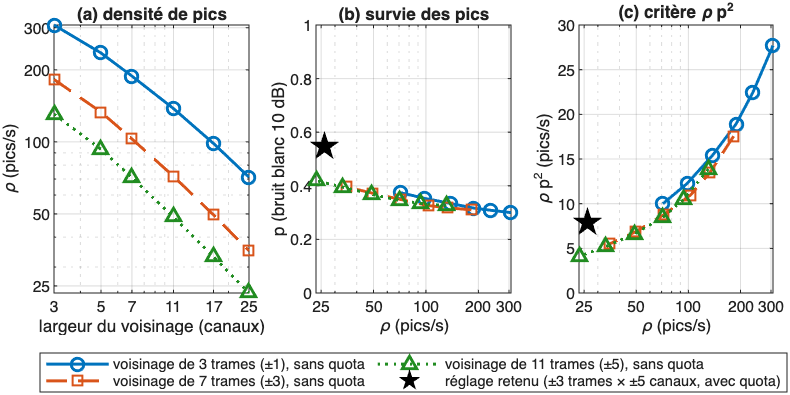 (a) densité de pics
(b) survie des pics
(c) critère ρ p²
300
200
100
50
25
ρ (pics/s)
3 5 7 11 17 25
largeur du voisinage (canaux)
1
0.8
0.6
0.4
0.2
0
p (bruit blanc 10 dB)
25 50 100 200 300
ρ (pics/s)
30
25
20
15
10
5
0
ρ p² (pics/s)
25 50 100 200 300
ρ (pics/s)
voisinage de 3 trames (±1), sans quota
voisinage de 11 trames (±5), sans quota
voisinage de 7 trames (±3), sans quota
réglage retenu (±3 trames × ±5 canaux, avec quota)